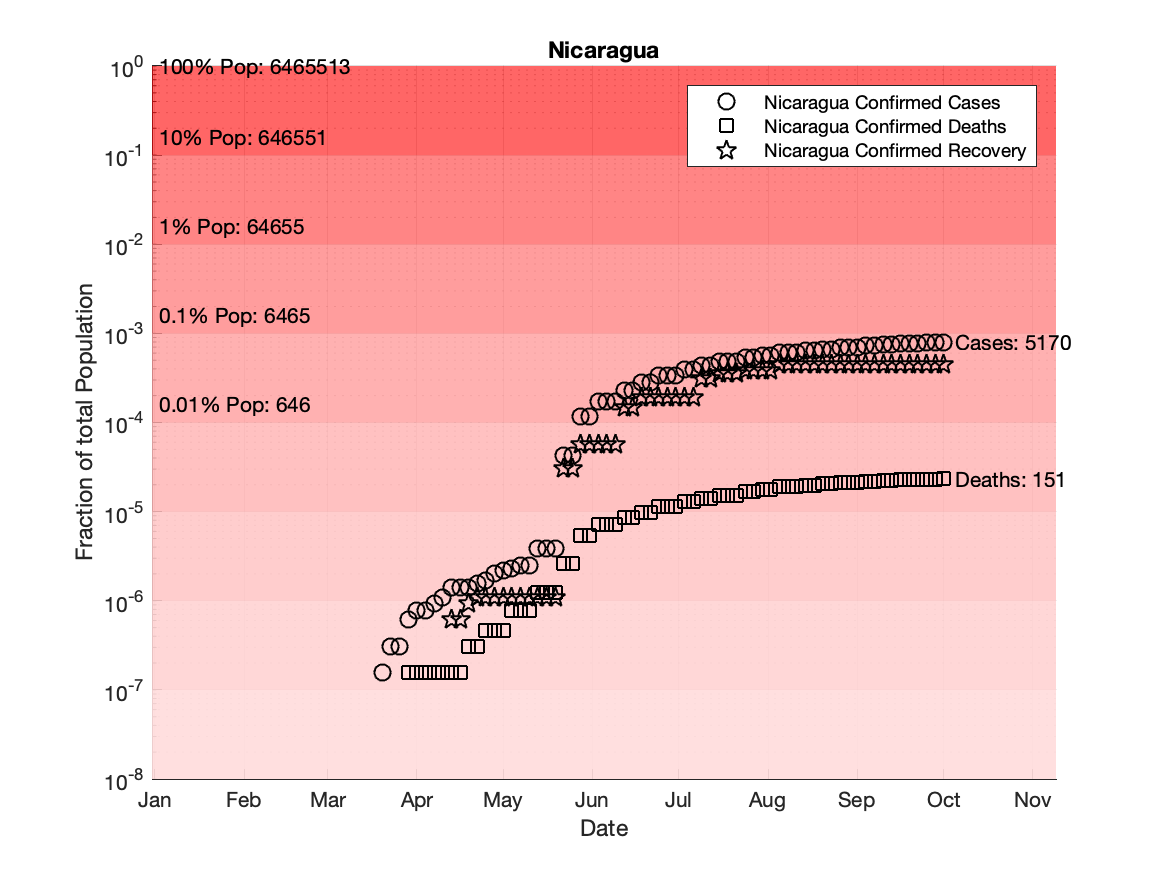 Nicaragua
10^0
100% Pop: 6465513
Nicaragua Confirmed Cases
Nicaragua Confirmed Deaths
Nicaragua Confirmed Recovery
10% Pop: 646551
10^-1
1% Pop: 64655
10^-2
0.1% Pop: 6465
10^-3
Cases: 5170
0.01% Pop: 646
10^-4
Deaths: 151
10^-5
10^-6
10^-7
10^-8
Fraction of total Population
Jan Feb Mar Apr May Jun Jul Aug Sep Oct Nov
Date